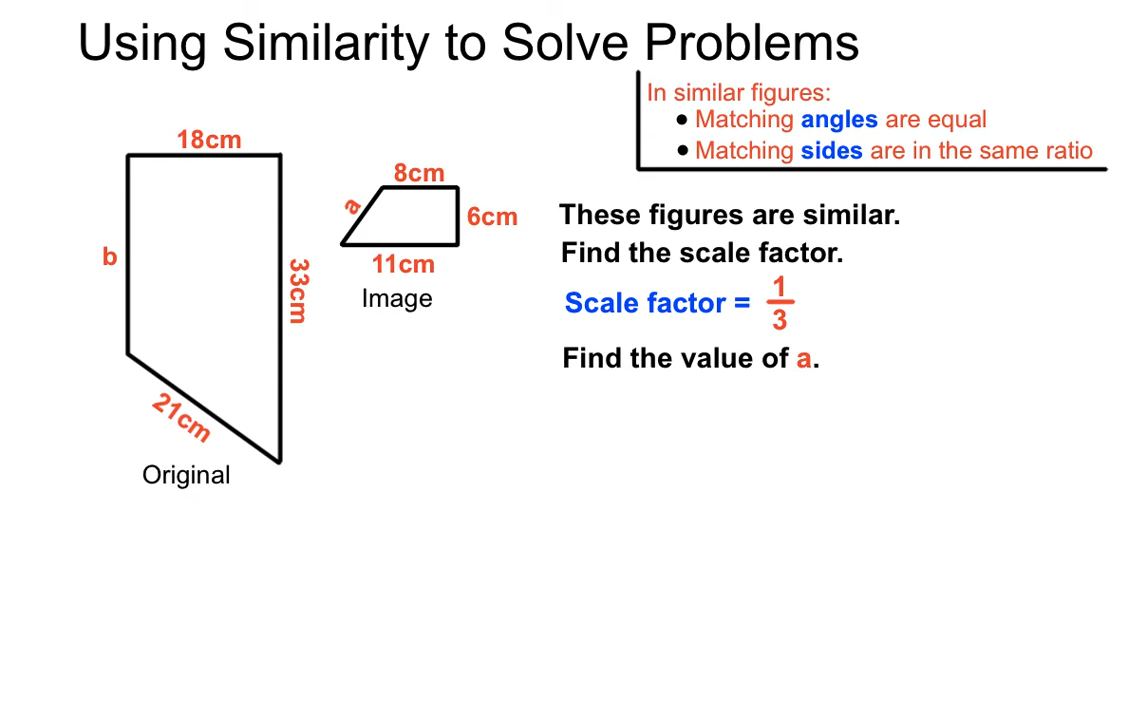 Using Similarity to Solve Problems
In similar figures:
• Matching angles are equal
• Matching sides are in the same ratio
18cm
8cm
a
6cm
These figures are similar.
b
33cm
11cm
Find the scale factor.
Image
Scale factor = 1/3
Find the value of a.
21cm
Original